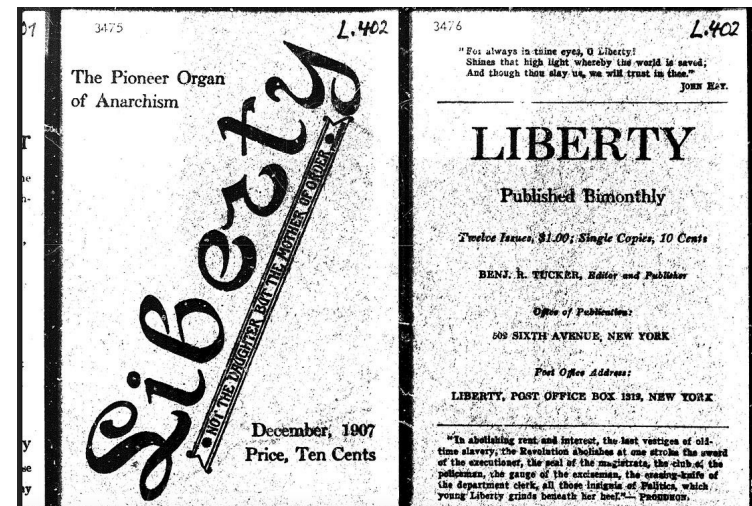 3475
L.402
The Pioneer Organ
of Anarchism
Liberty
NOT THE DAUGHTER BUT THE MOTHER OF ORDER
December, 1907
Price, Ten Cents
3476
L.402
"For always in thine eyes, O Liberty!
Shines that high light whereby the world is saved;
And though thou slay us, we will trust in thee."
JOHN HAY.
LIBERTY
Published Bimonthly
Twelve Issues, $1.00; Single Copies, 10 Cents
BENJ. R. TUCKER, Editor and Publisher
Office of Publication:
502 SIXTH AVENUE, NEW YORK
Post Office Address:
LIBERTY, POST OFFICE BOX 1312, NEW YORK
"In abolishing rent and interest, the last vestiges of old-
time slavery, the Revolution abolishes at one stroke the sword
of the executioner, the seal of the magistrate, the club of the
policeman, the gauge of the exciseman, the erasing-knife of
the department clerk, all those insignia of Politics, which
young Liberty grinds beneath her heel."— PROUDHON.